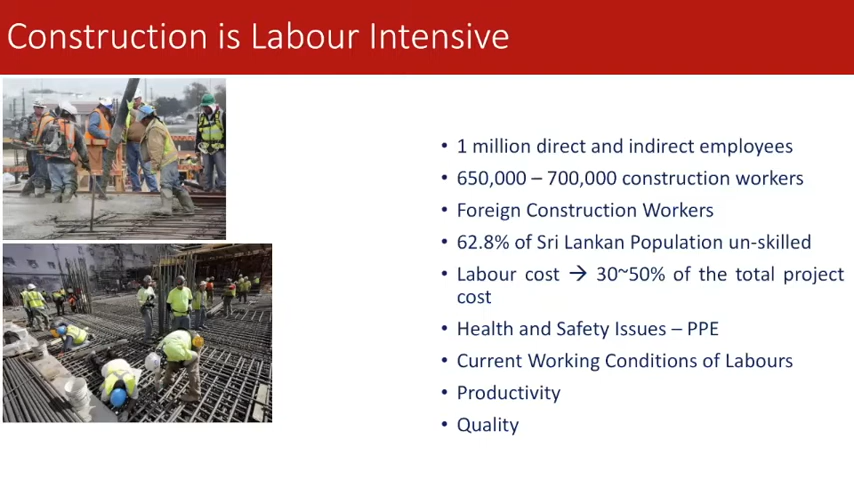 Construction is Labour Intensive
• 1 million direct and indirect employees
• 650,000 – 700,000 construction workers
• Foreign Construction Workers
• 62.8% of Sri Lankan Population un-skilled
• Labour cost → 30~50% of the total project
cost
• Health and Safety Issues – PPE
• Current Working Conditions of Labours
• Productivity
• Quality